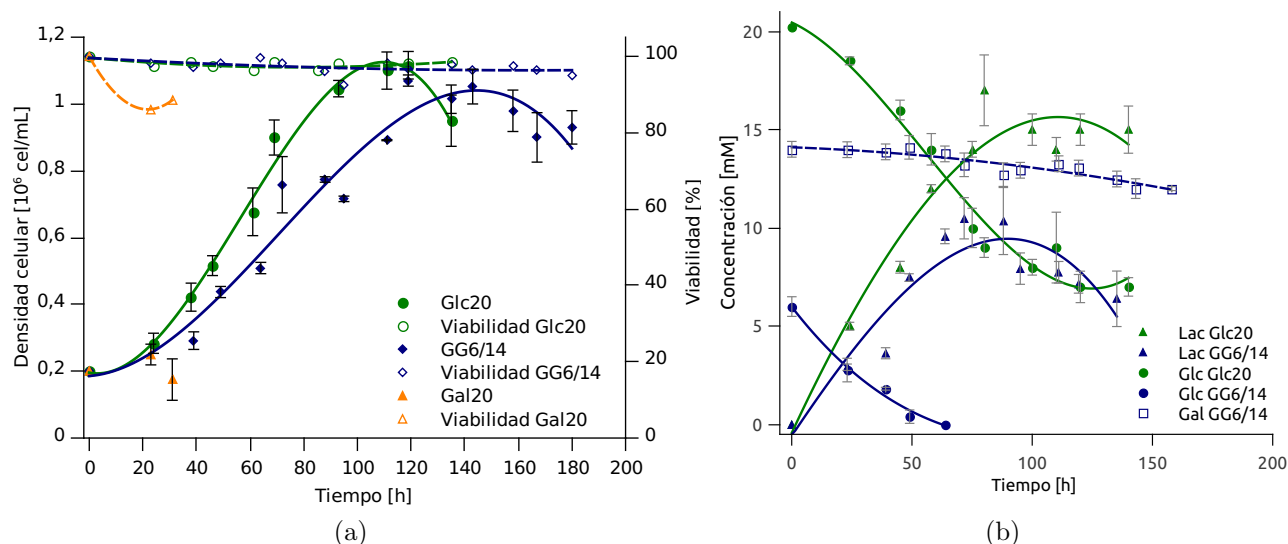 1,2
1
0,8
0,6
0,4
0,2
0
Densidad celular [10⁶ cel/mL]
0 20 40 60 80 100 120 140 160 180 200
Tiempo [h]
100
80
60
40
20
0
Viabilidad [%]
Glc20
Viabilidad Glc20
GG6/14
Viabilidad GG6/14
Gal20
Viabilidad Gal20
(a)
20
15
10
5
0
Concentración [mM]
0 50 100 150 200
Tiempo [h]
Lac Glc20
Lac GG6/14
Glc Glc20
Glc GG6/14
Gal GG6/14
(b)